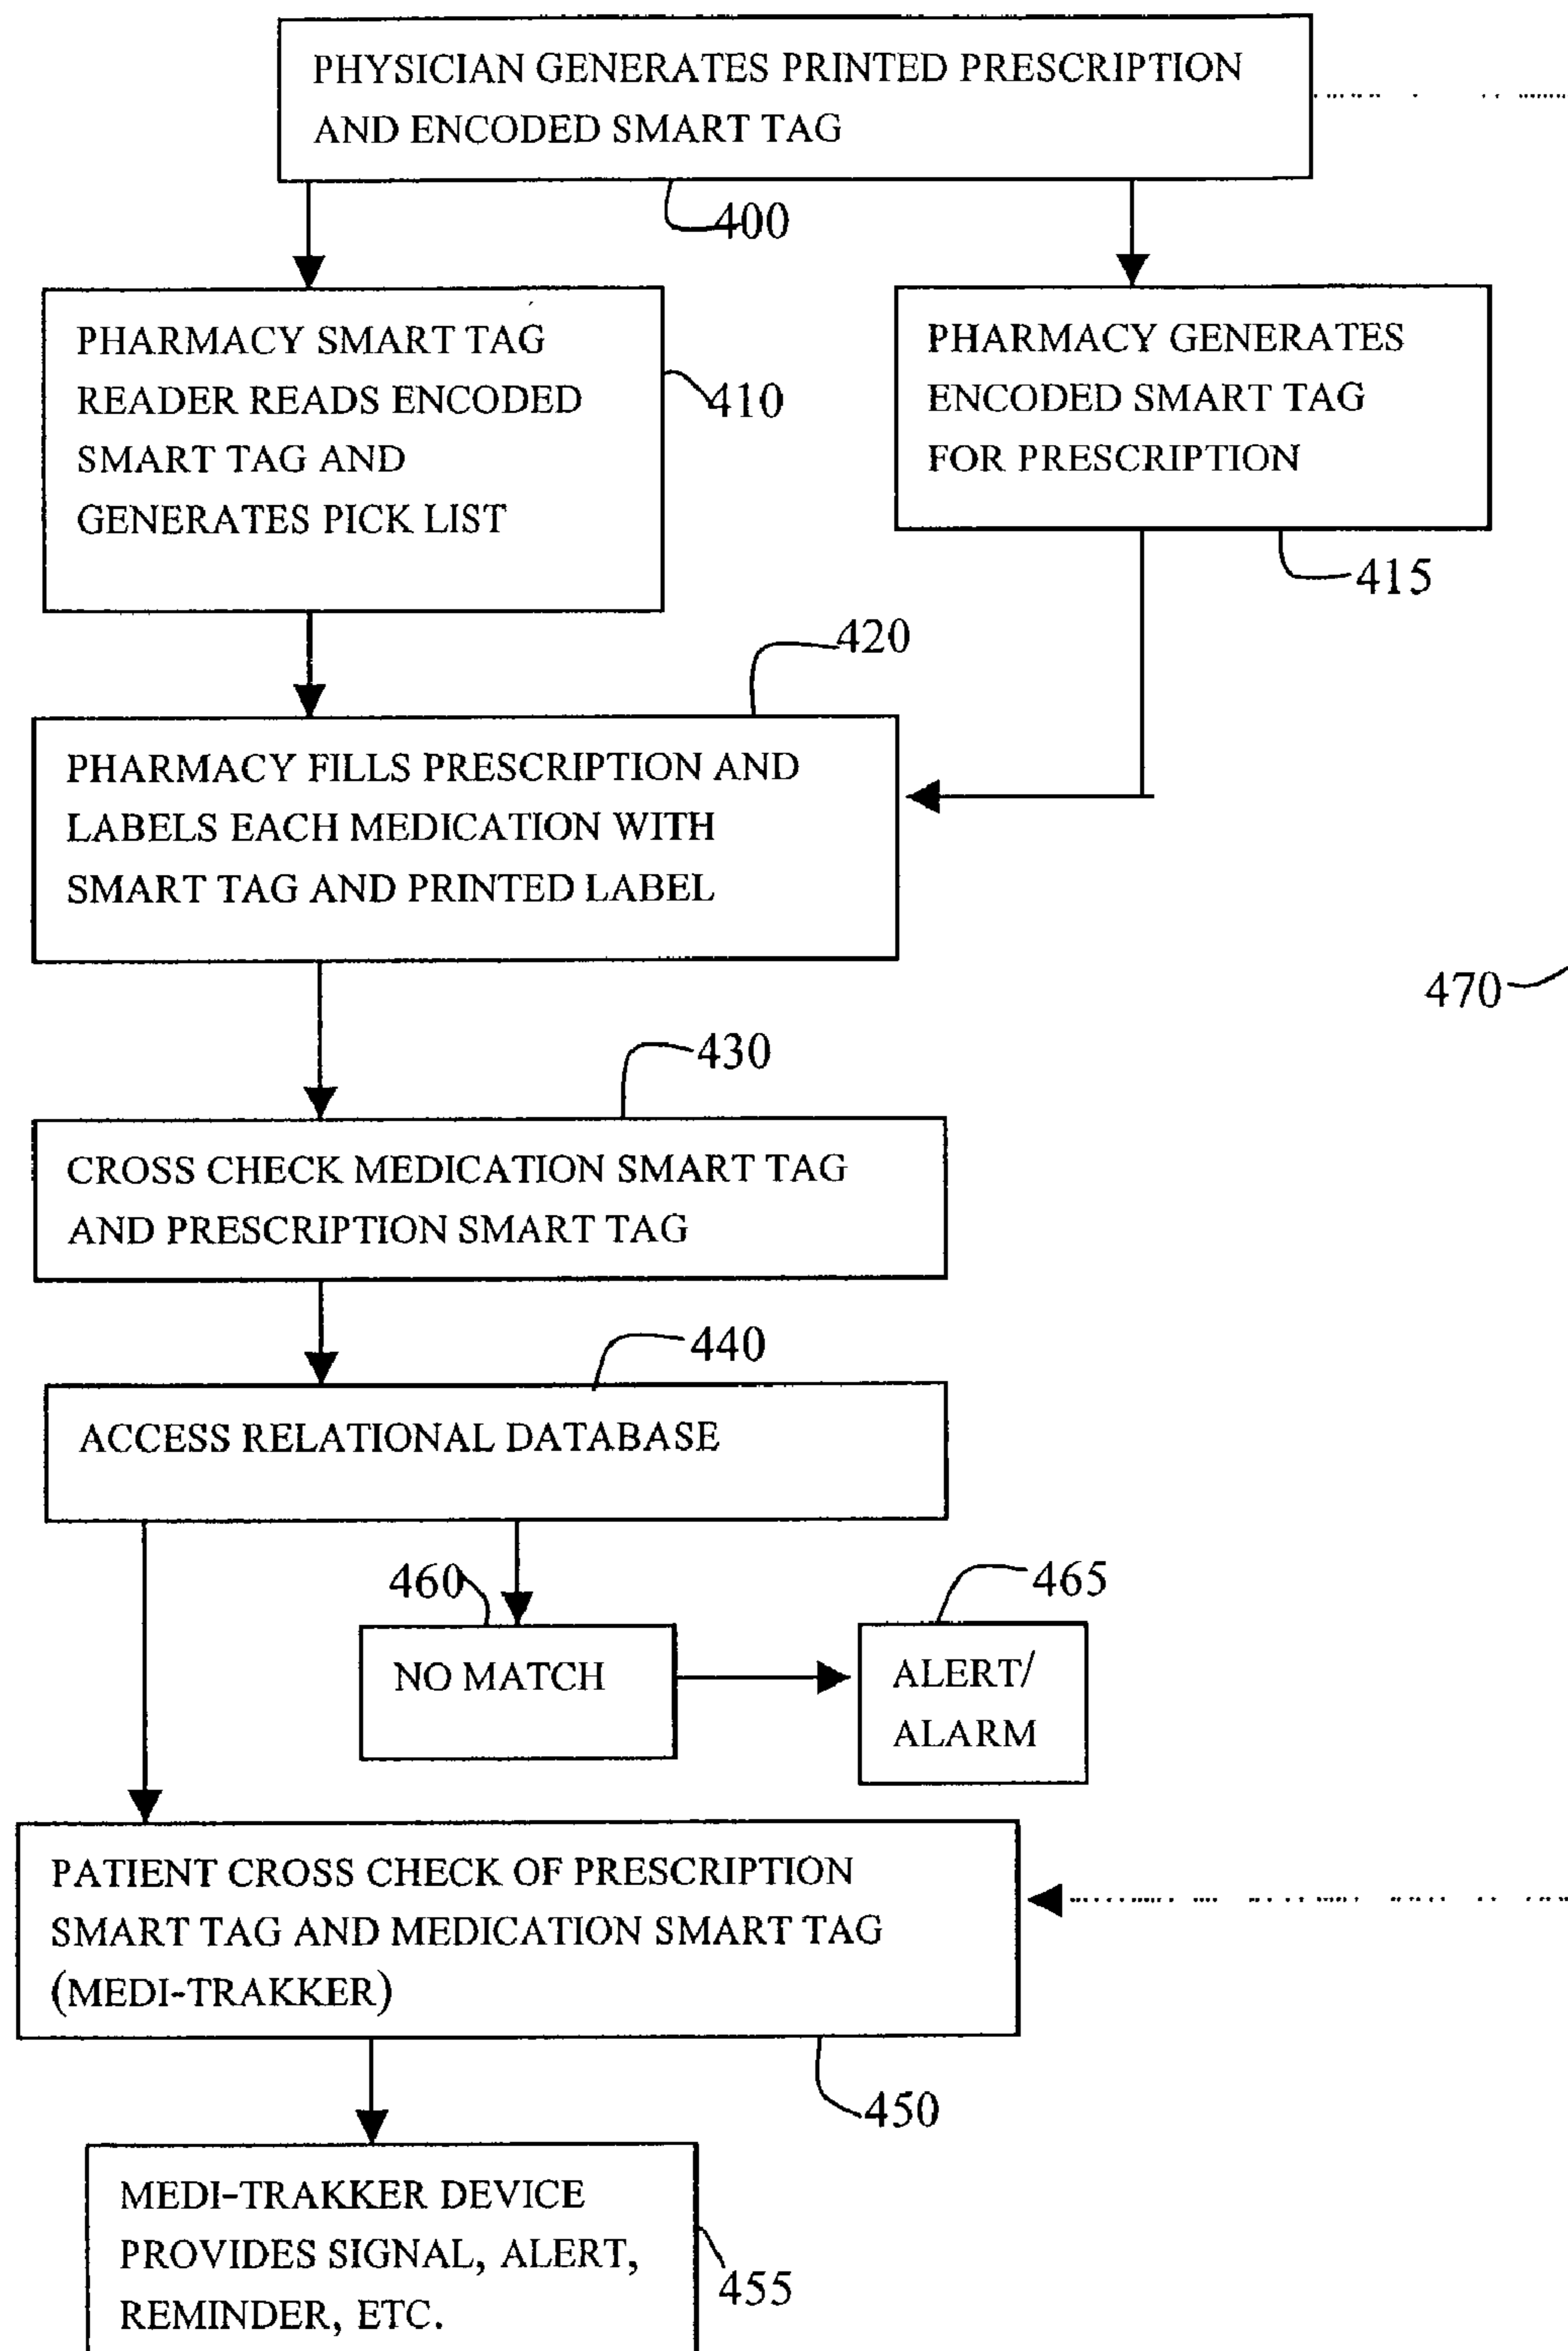 PHYSICIAN GENERATES PRINTED PRESCRIPTION
AND ENCODED SMART TAG
400
PHARMACY SMART TAG
READER READS ENCODED
SMART TAG AND
GENERATES PICK LIST
410
PHARMACY GENERATES
ENCODED SMART TAG
FOR PRESCRIPTION
415
420
PHARMACY FILLS PRESCRIPTION AND
LABELS EACH MEDICATION WITH
SMART TAG AND PRINTED LABEL
470
430
CROSS CHECK MEDICATION SMART TAG
AND PRESCRIPTION SMART TAG
440
ACCESS RELATIONAL DATABASE
460
NO MATCH
465
ALERT/
ALARM
PATIENT CROSS CHECK OF PRESCRIPTION
SMART TAG AND MEDICATION SMART TAG
(MEDI-TRAKKER)
450
MEDI-TRAKKER DEVICE
PROVIDES SIGNAL, ALERT,
REMINDER, ETC.
455